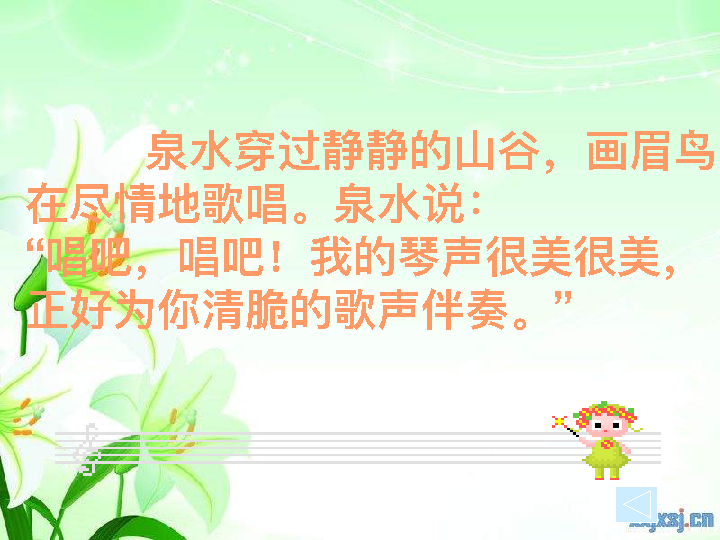 泉水穿过静静的山谷，画眉鸟
在尽情地歌唱。泉水说：
“唱吧，唱吧！我的琴声很美很美，
正好为你清脆的歌声伴奏。”